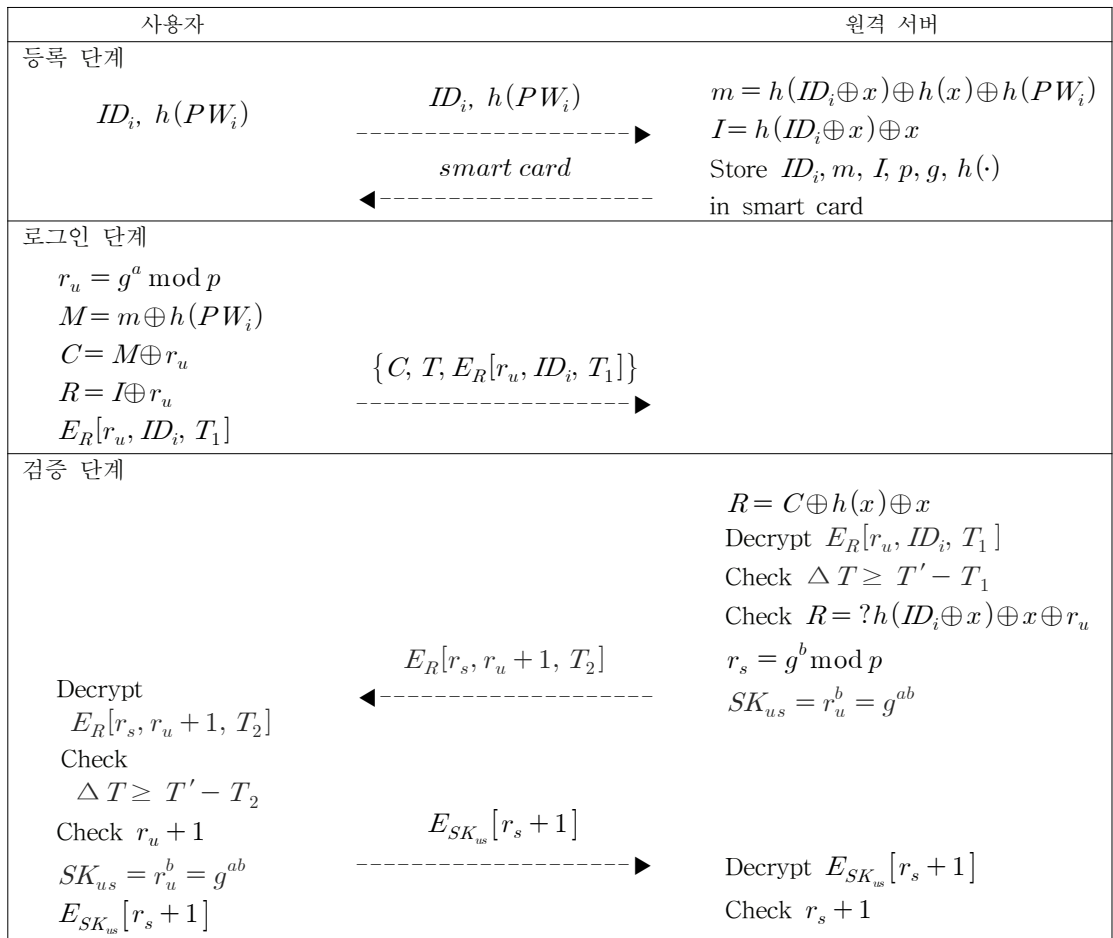 사용자 원격 서버
등록 단계
ID_i, h(PW_i)
ID_i, h(PW_i)
smart card
m = h(ID_i⊕x)⊕h(x)⊕h(PW_i)
I = h(ID_i⊕x)⊕x
Store ID_i, m, I, p, g, h(·)
in smart card
로그인 단계
r_u = g^a mod p
M = m⊕h(PW_i)
C = M⊕r_u
R = I⊕r_u
E_R[r_u, ID_i, T_1]
{C, T, E_R[r_u, ID_i, T_1]}
검증 단계
R = C⊕h(x)⊕x
Decrypt E_R[r_u, ID_i, T_1]
Check △T ≥ T′ − T_1
Check R = ?h(ID_i⊕x)⊕x⊕r_u
r_s = g^b mod p
SK_us = r_u^b = g^ab
E_R[r_s, r_u + 1, T_2]
Decrypt
E_R[r_s, r_u + 1, T_2]
Check
△T ≥ T′ − T_2
Check r_u + 1
SK_us = r_u^b = g^ab
E_SK_us[r_s + 1]
E_SK_us[r_s + 1]
Decrypt E_SK_us[r_s + 1]
Check r_s + 1